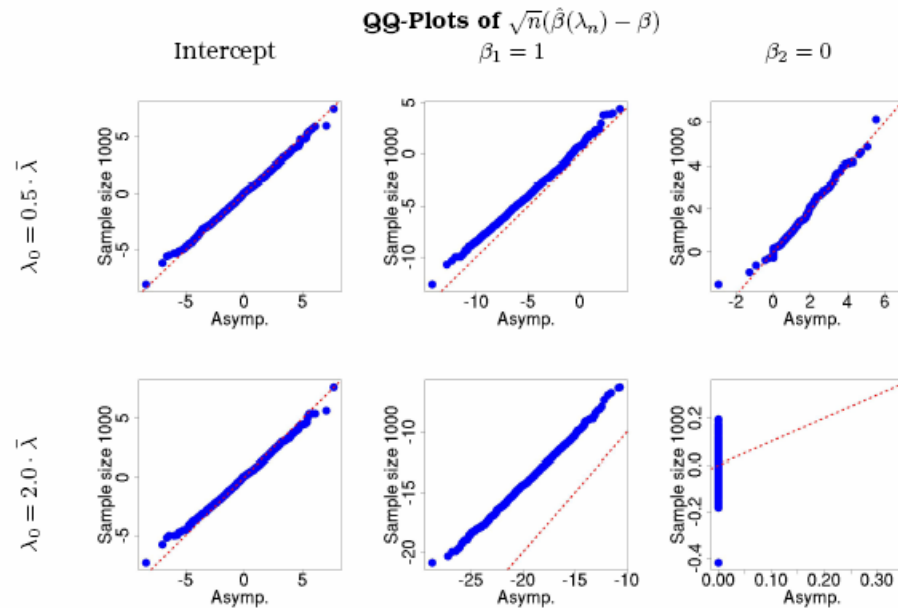 QQ-Plots of √n(β̂(λₙ) − β)
Intercept
β₁ = 1
β₂ = 0
λ₀ = 0.5 · λ̄
Sample size 1000
-5 0 5
-5 0 5
Asymp.
Sample size 1000
-10 -5 0 5
-10 -5 0
Asymp.
Sample size 1000
0 2 4 6
-2 0 2 4 6
Asymp.
λ₀ = 2.0 · λ̄
Sample size 1000
-5 0 5
-5 0 5
Asymp.
Sample size 1000
-20 -15 -10
-25 -20 -15 -10
Asymp.
Sample size 1000
-0.4 -0.2 0.0 0.2
0.00 0.10 0.20 0.30
Asymp.